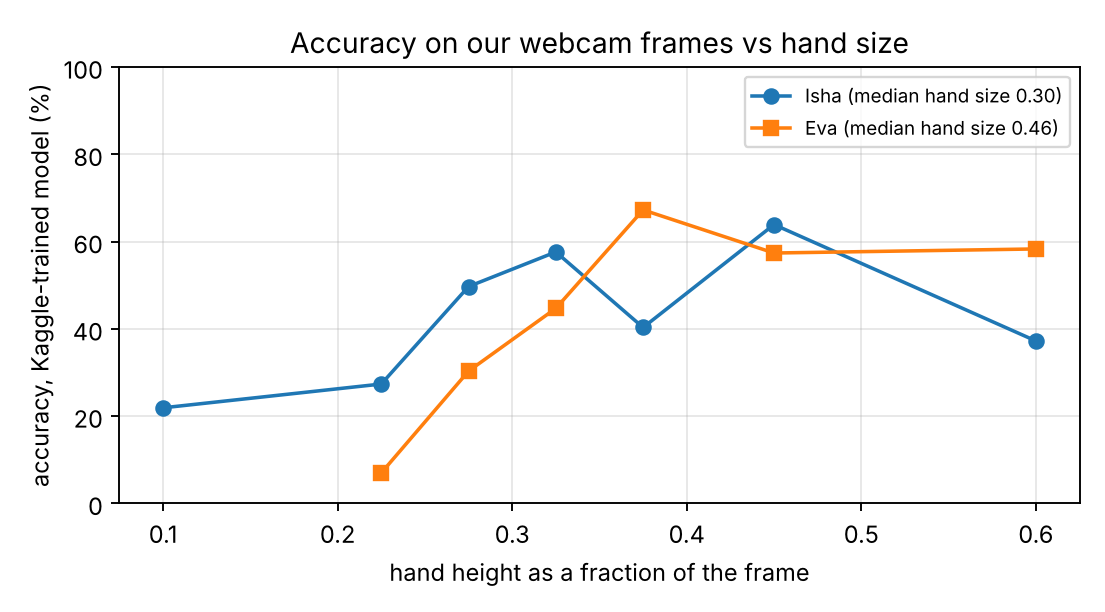 Accuracy on our webcam frames vs hand size
accuracy, Kaggle-trained model (%)
100
80
60
40
20
0
Isha (median hand size 0.30)
Eva (median hand size 0.46)
0.1 0.2 0.3 0.4 0.5 0.6
hand height as a fraction of the frame